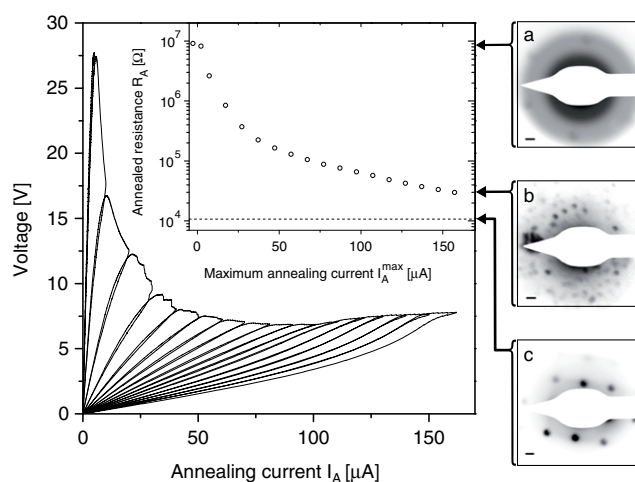 30
25
20
15
10
5
0
Voltage [V]
0 50 100 150
Annealing current I_A [μA]
10^7
10^6
10^5
10^4
Annealed resistance R_A [Ω]
0 50 100 150
Maximum annealing current I_A^max [μA]
a
b
c